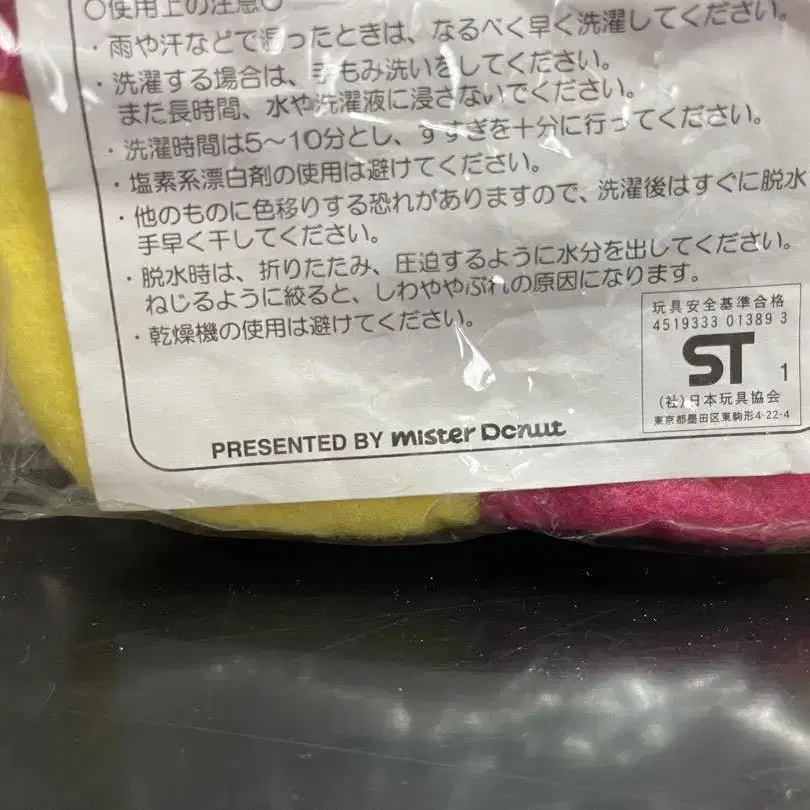 ○使用上の注意○
・雨や汗などで湿ったときは、なるべく早く洗濯してください。
・洗濯する場合は、手もみ洗いをしてください。
また長時間、水や洗濯液に浸さないでください。
・洗濯時間は5〜10分とし、すすぎを十分に行ってください。
・塩素系漂白剤の使用は避けてください。
・他のものに色移りする恐れがありますので、洗濯後はすぐに脱水
手早く干してください。
・脱水時は、折りたたみ、圧迫するように水分を出してください。
ねじるように絞ると、しわややぶれの原因になります。
・乾燥機の使用は避けてください。
玩具安全基準合格
4519333 01389 3
ST 1
(社)日本玩具協会
東京都墨田区東駒形4-22-4
PRESENTED BY mister Donut